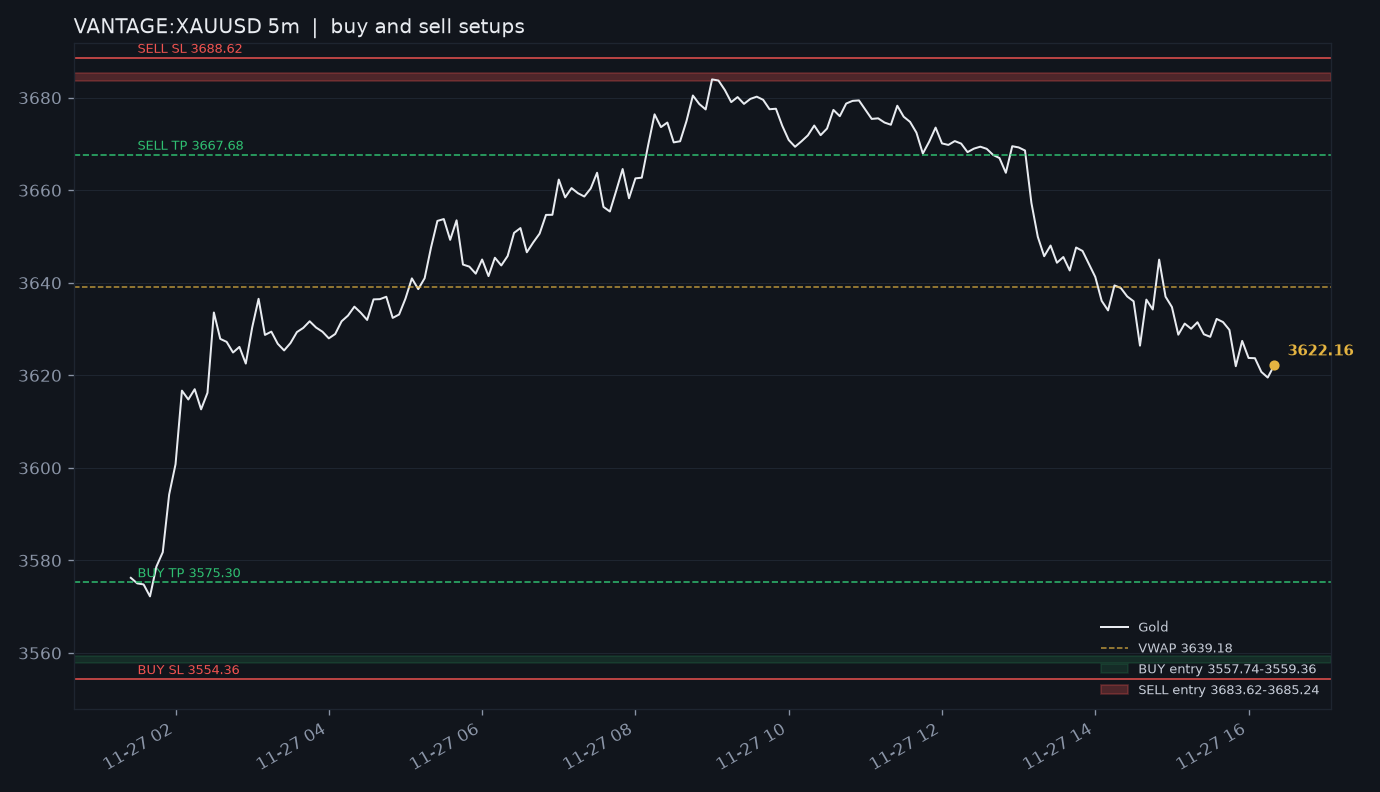 VANTAGE:XAUUSD 5m | buy and sell setups
SELL SL 3688.62
3680
SELL TP 3667.68
3660
3640
3622.16
3620
3600
3580
BUY TP 3575.30
3560
BUY SL 3554.36
Gold
VWAP 3639.18
BUY entry 3557.74-3559.36
SELL entry 3683.62-3685.24
11-27 02
11-27 04
11-27 06
11-27 08
11-27 10
11-27 12
11-27 14
11-27 16